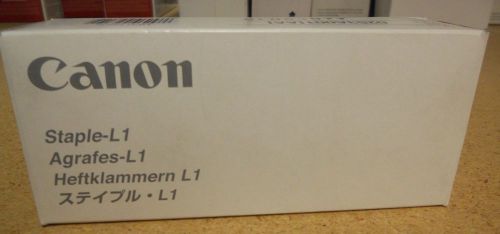 Canon
Staple-L1
Agrafes-L1
Heftklammern L1
ステイプル・L1